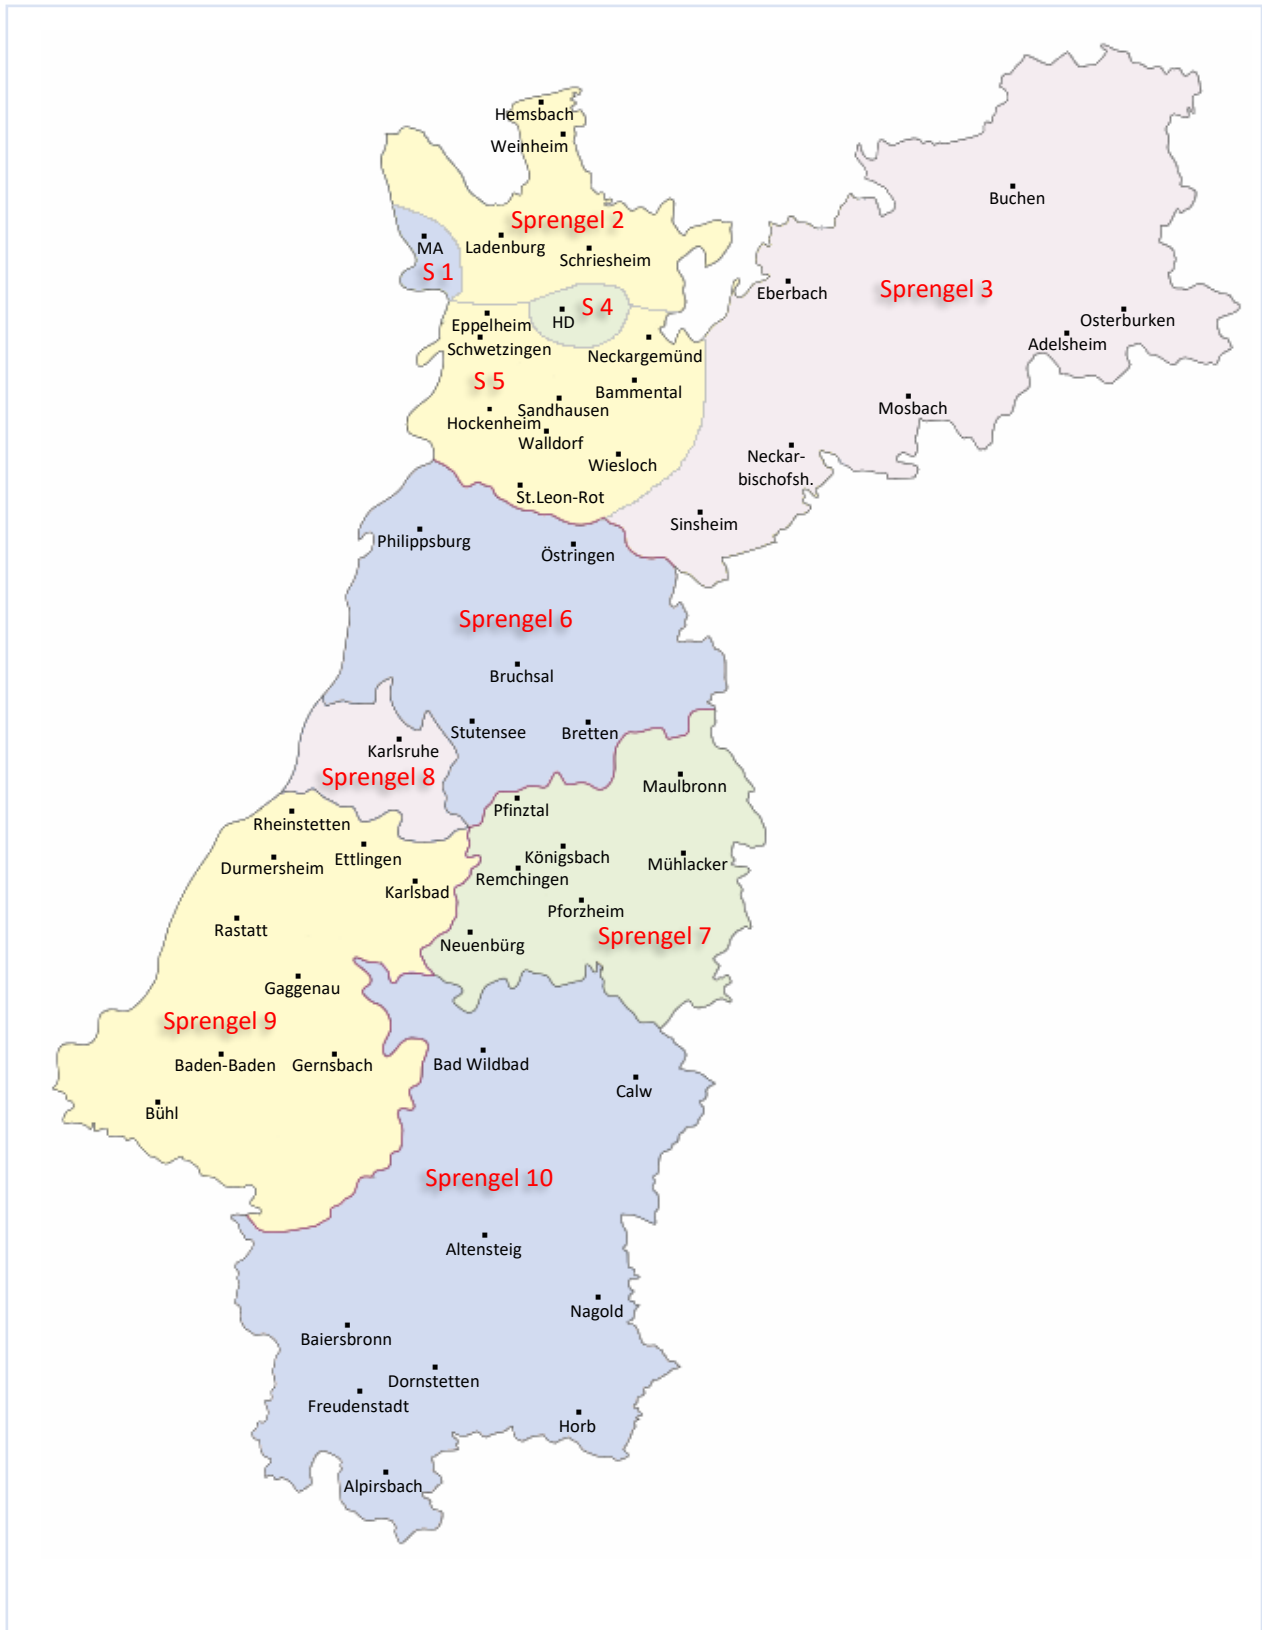 Hemsbach
Weinheim
Buchen
Sprengel 2
MA
Ladenburg
Schriesheim
S 1
Eberbach
Sprengel 3
S 4
HD
Eppelheim
Osterburken
Adelsheim
Schwetzingen
Neckargemünd
S 5
Bammental
Sandhausen
Mosbach
Hockenheim
Walldorf
Wiesloch
Neckar-
bischofsh.
St.Leon-Rot
Sinsheim
Philippsburg
Östringen
Sprengel 6
Bruchsal
Stutensee
Bretten
Karlsruhe
Sprengel 8
Maulbronn
Pfinztal
Rheinstetten
Ettlingen
Königsbach
Mühlacker
Durmersheim
Remchingen
Karlsbad
Pforzheim
Rastatt
Neuenbürg
Sprengel 7
Gaggenau
Sprengel 9
Baden-Baden
Gernsbach
Bad Wildbad
Calw
Bühl
Sprengel 10
Altensteig
Nagold
Baiersbronn
Dornstetten
Freudenstadt
Horb
Alpirsbach